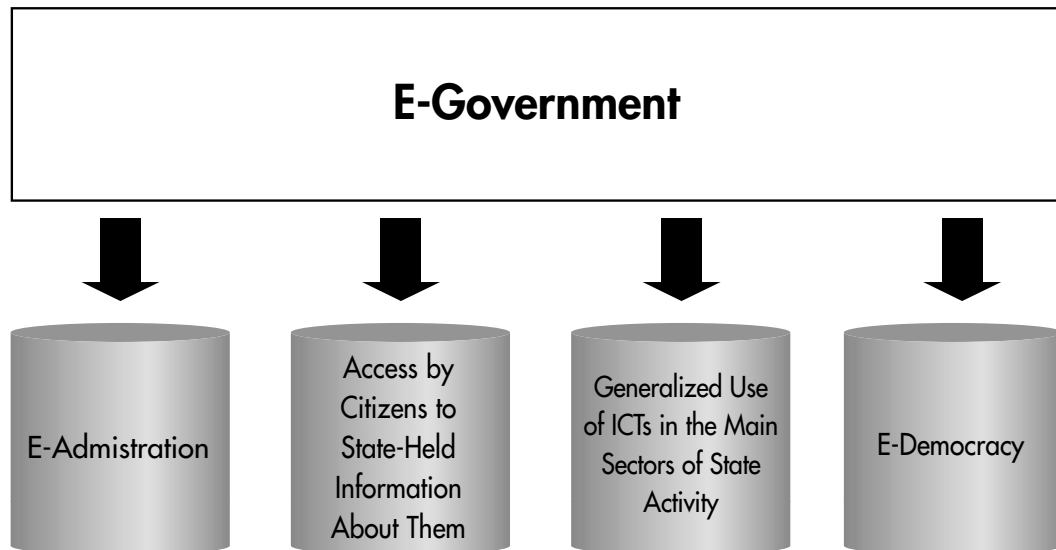 E-Government
E-Admistration
Access by
Citizens to
State-Held
Information
About Them
Generalized Use
of ICTs in the Main
Sectors of State
Activity
E-Democracy